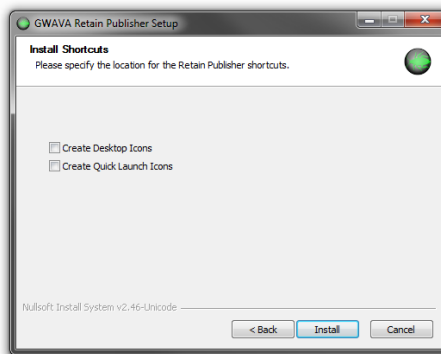 GWAVA Retain Publisher Setup
Install Shortcuts
Please specify the location for the Retain Publisher shortcuts.
Create Desktop Icons
Create Quick Launch Icons
Nullsoft Install System v2.46-Unicode
< Back Install Cancel